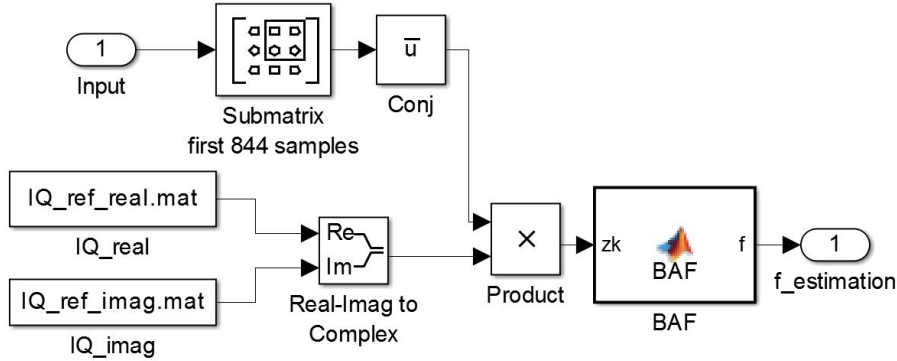 1
Input
Submatrix
first 844 samples
u̅
Conj
IQ_ref_real.mat
IQ_real
IQ_ref_imag.mat
IQ_imag
Re
Im
Real-Imag to
Complex
×
Product
zk
f
BAF
BAF
1
f_estimation